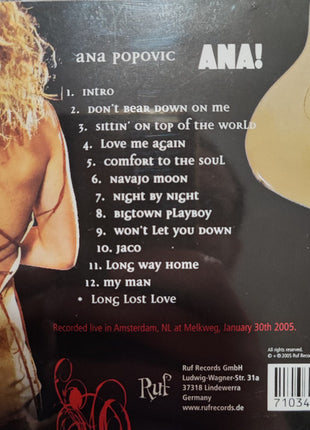 ana popovic ANA!
1. INTRO
2. DON'T BEAR DOWN ON ME
3. SITTIN' ON TOP OF THE WORLD
4. LOVE ME AGAIN
5. COMFORT TO THE SOUL
6. NAVAJO MOON
7. NIGHT BY NIGHT
8. BIGTOWN PLAYBOY
9. WON'T LET YOU DOWN
10. JACO
11. LONG WAY HOME
12. MY MAN
* LONG LOST LOVE
Recorded live in Amsterdam, NL at Melkweg, January 30th 2005.
All rights reserved.
© + ℗ 2005 Ruf Records
Ruf
Ruf Records GmbH
Ludwig-Wagner-Str. 31a
37318 Lindewerra
Germany
www.rufrecords.de
71034